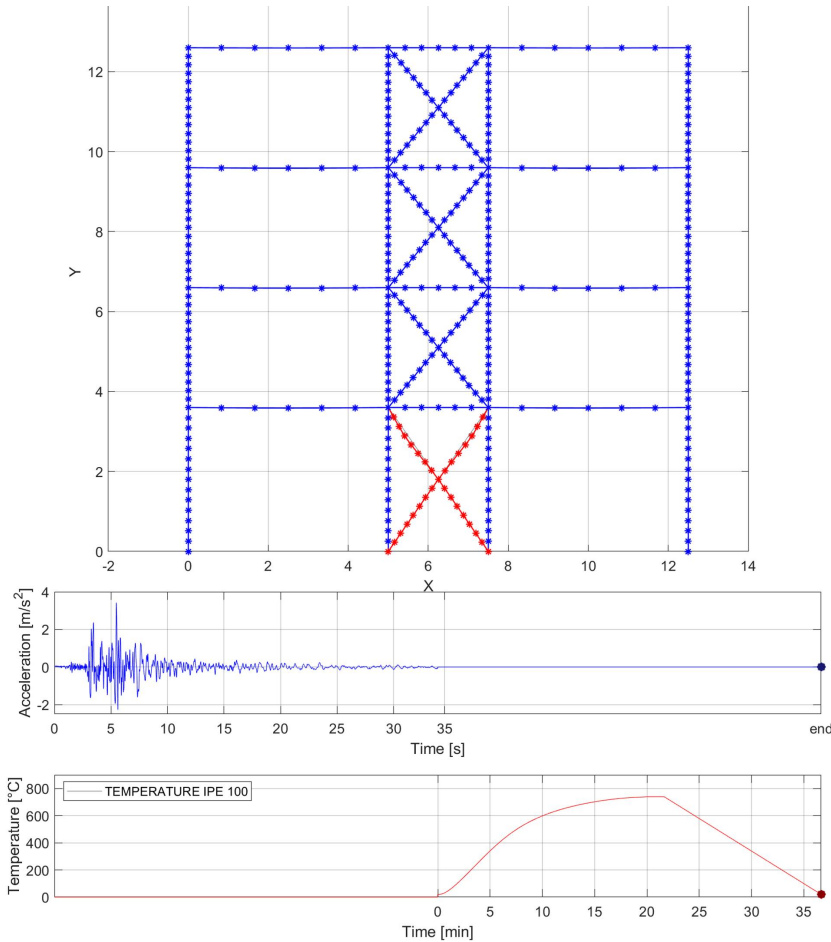 12
10
8
6
4
2
0
Y
-2 0 2 4 6 8 10 12 14
X
4
2
0
-2
Acceleration [m/s²]
0 5 10 15 20 25 30 35 end
Time [s]
800
600
400
200
0
Temperature [°C]
TEMPERATURE IPE 100
0 5 10 15 20 25 30 35
Time [min]